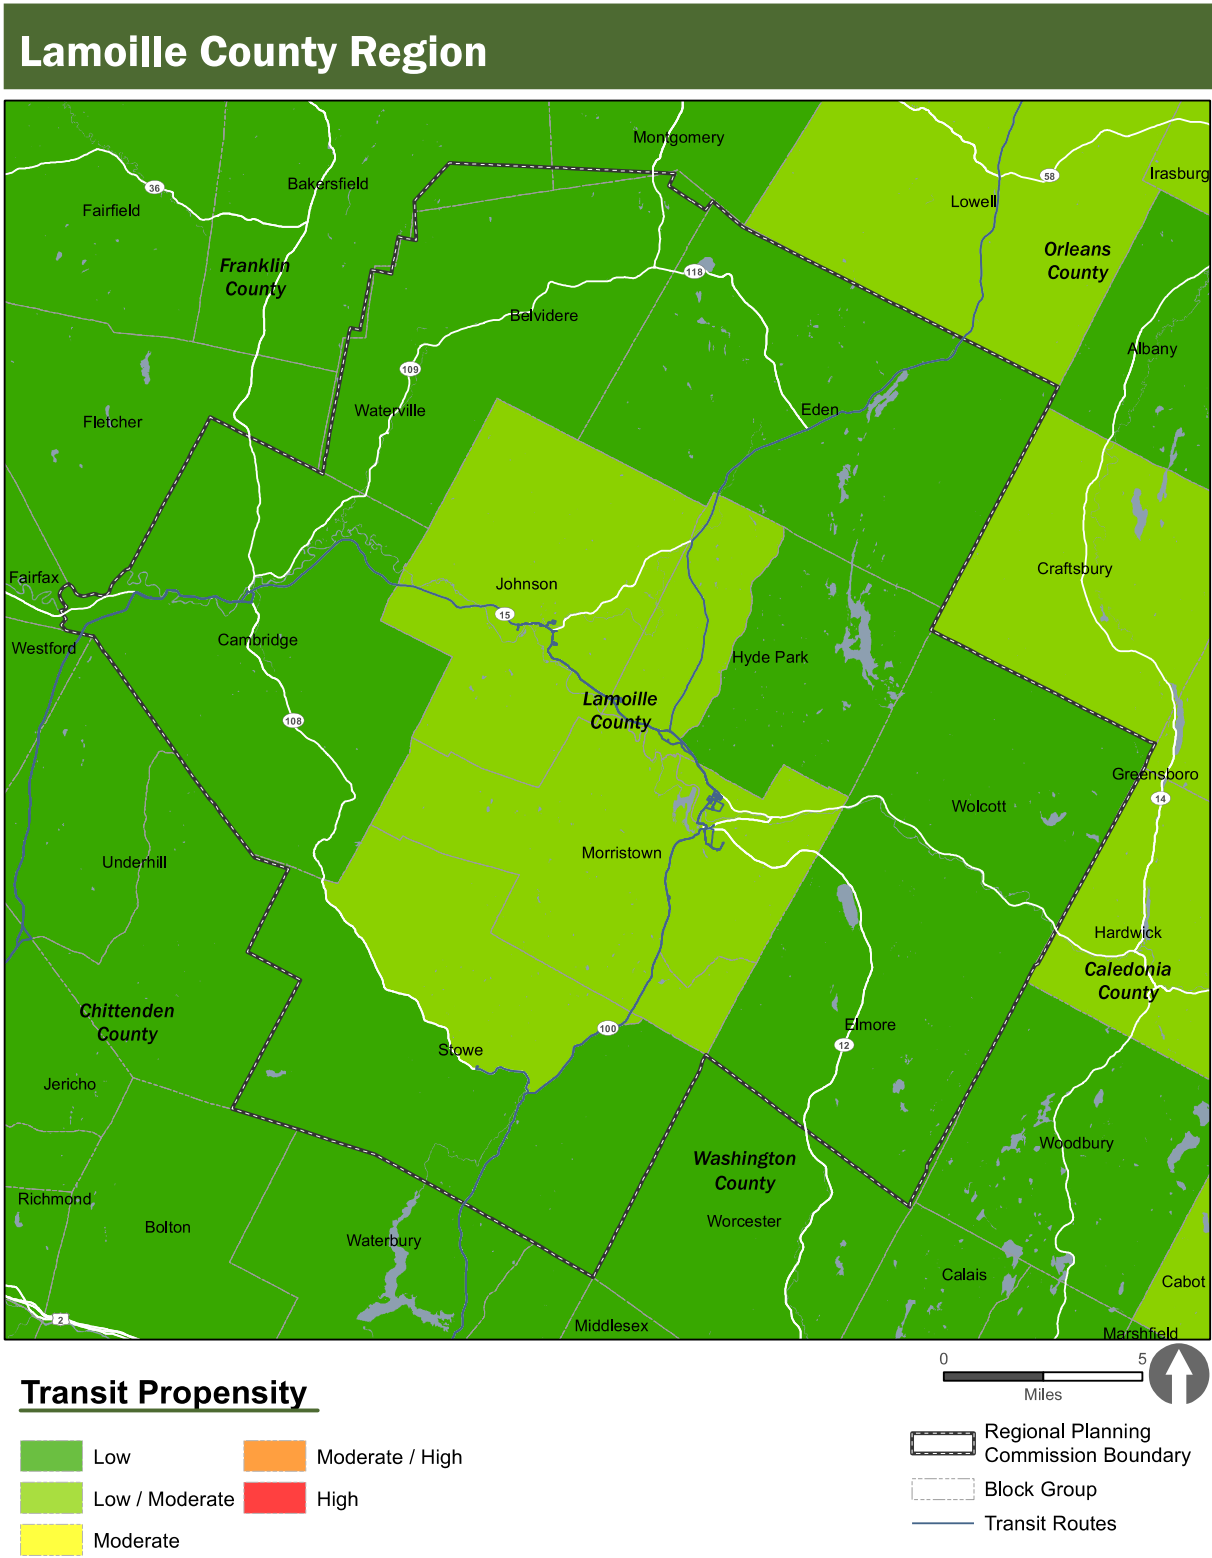 Lamoille County Region
Montgomery
Irasburg
58
36
Bakersfield
Lowell
Fairfield
Franklin
County
Orleans
County
118
Belvidere
Albany
109
Waterville
Eden
Fletcher
Craftsbury
Fairfax
Johnson
15
Cambridge
Westford
Hyde Park
Lamoille
County
108
Greensboro
14
Wolcott
Morristown
Underhill
Hardwick
Caledonia
County
Chittenden
County
Elmore
100
12
Stowe
Jericho
Woodbury
Washington
County
Richmond
Worcester
Bolton
Waterbury
Calais
Cabot
2
Middlesex
Marshfield
0 5
Miles
Transit Propensity
Low
Low / Moderate
Moderate
Moderate / High
High
Regional Planning
Commission Boundary
Block Group
Transit Routes